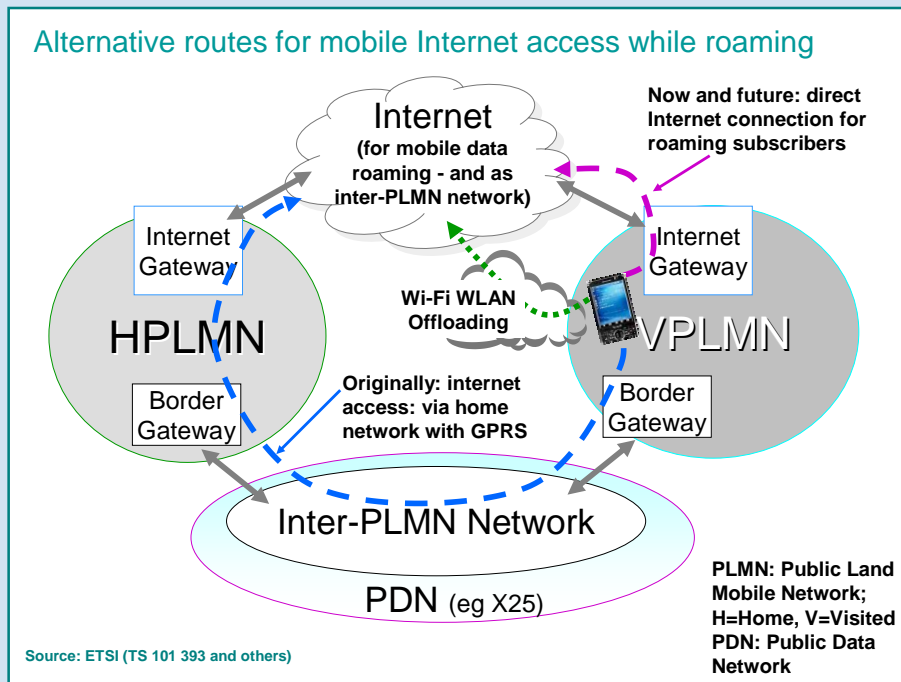 Alternative routes for mobile Internet access while roaming
Internet
(for mobile data
roaming - and as
inter-PLMN network)
Now and future: direct
Internet connection for
roaming subscribers
Internet
Gateway
Internet
Gateway
Wi-Fi WLAN
Offloading
HPLMN
VPLMN
Border
Gateway
Originally: internet
access: via home
network with GPRS
Border
Gateway
Inter-PLMN Network
PDN (eg X25)
PLMN: Public Land
Mobile Network;
H=Home, V=Visited
PDN: Public Data
Network
Source: ETSI (TS 101 393 and others)